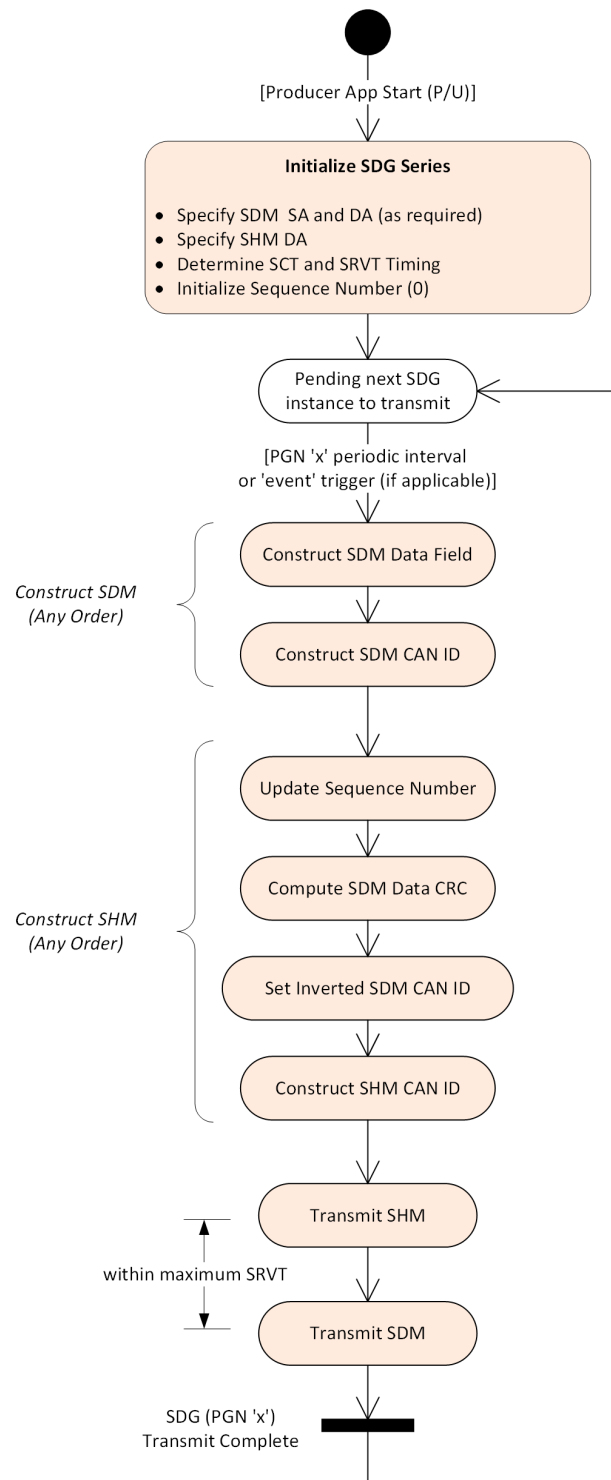 [Producer App Start (P/U)]
Initialize SDG Series
• Specify SDM SA and DA (as required)
• Specify SHM DA
• Determine SCT and SRVT Timing
• Initialize Sequence Number (0)
Pending next SDG
instance to transmit
[PGN 'x' periodic interval
or 'event' trigger (if applicable)]
Construct SDM
(Any Order)
Construct SDM Data Field
Construct SDM CAN ID
Construct SHM
(Any Order)
Update Sequence Number
Compute SDM Data CRC
Set Inverted SDM CAN ID
Construct SHM CAN ID
Transmit SHM
within maximum SRVT
Transmit SDM
SDG (PGN 'x')
Transmit Complete